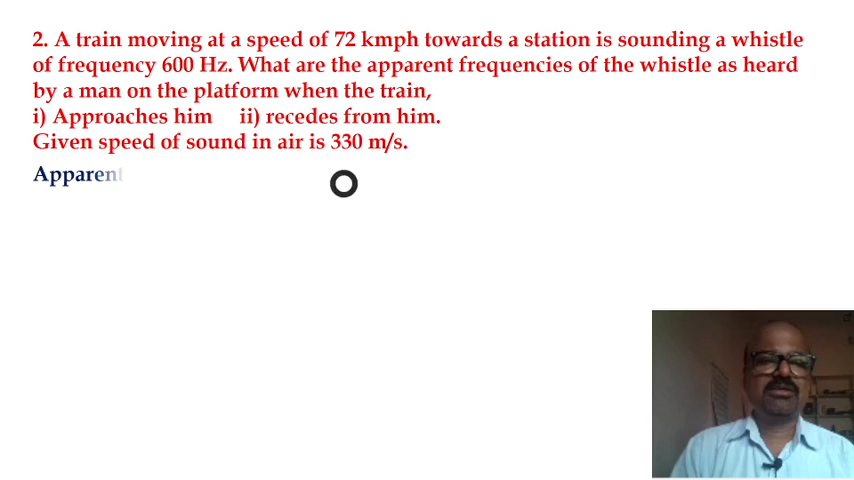 2. A train moving at a speed of 72 kmph towards a station is sounding a whistle
of frequency 600 Hz. What are the apparent frequencies of the whistle as heard
by a man on the platform when the train,
i) Approaches him ii) recedes from him.
Given speed of sound in air is 330 m/s.
Apparent